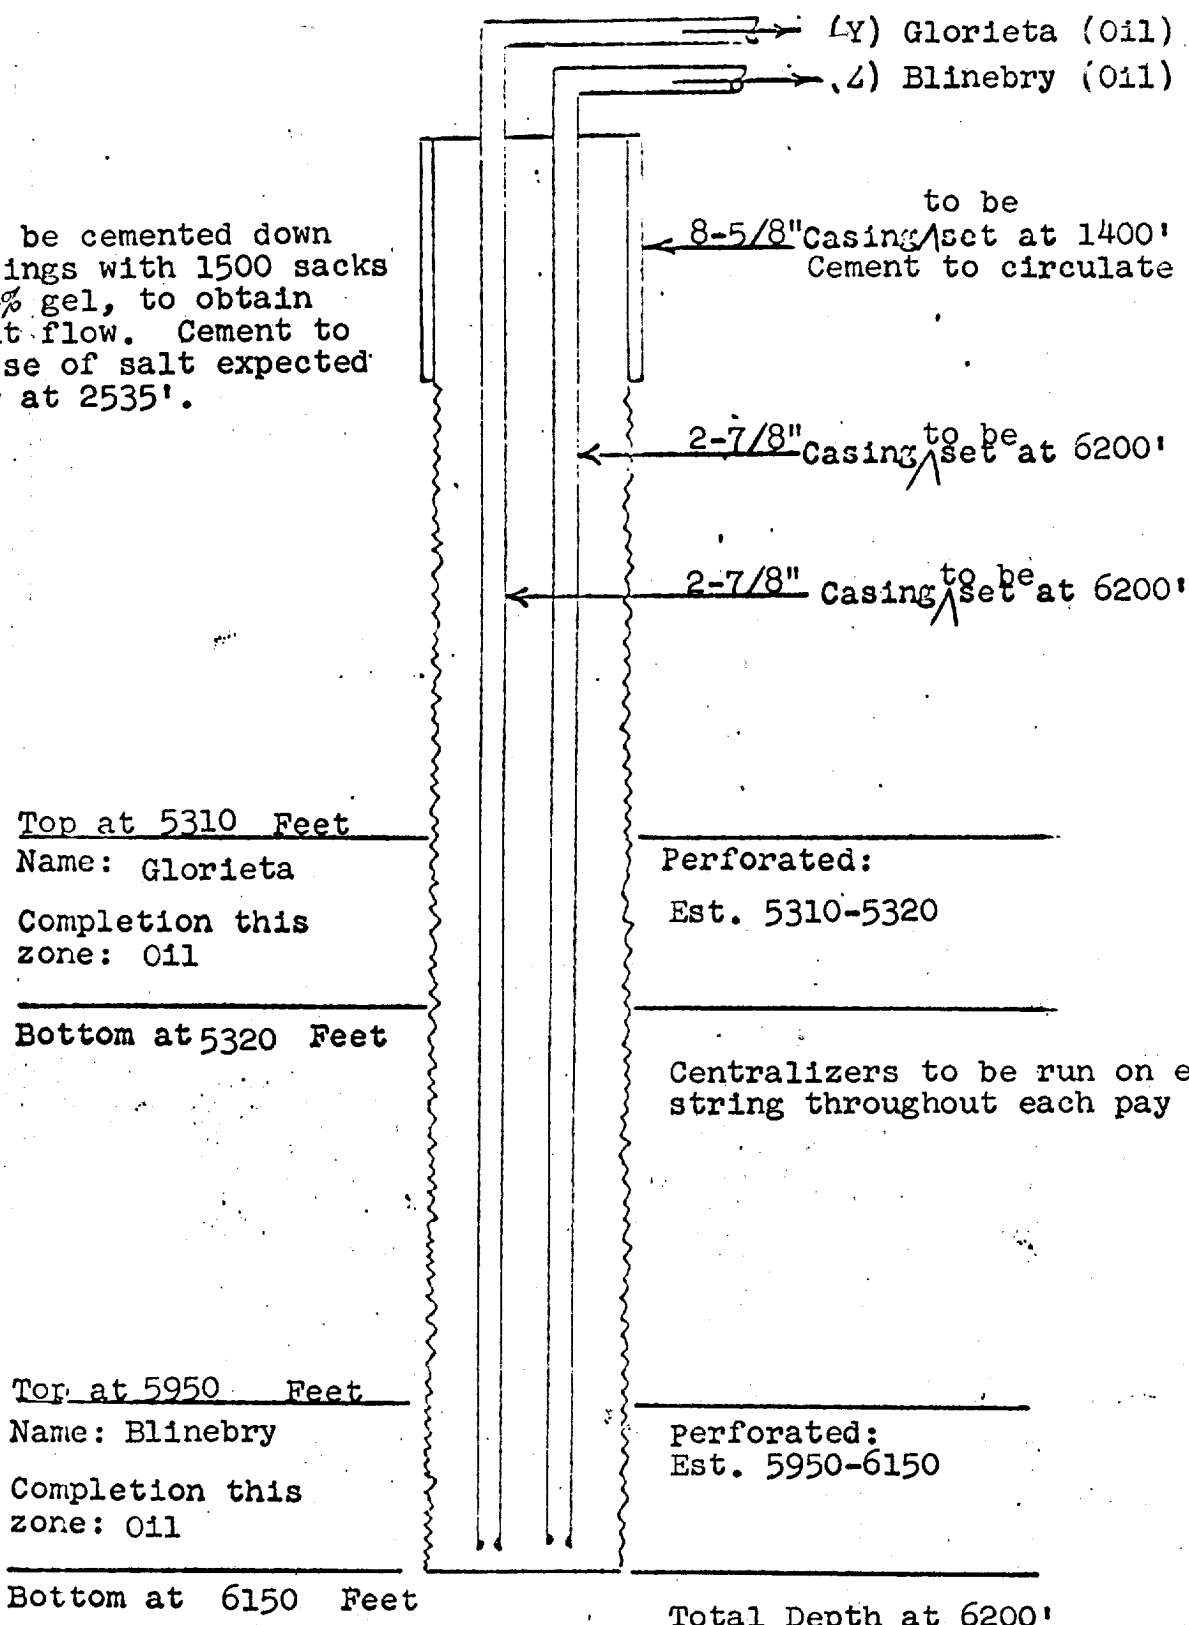 (Y) Glorieta (Oil)
Z) Blinebry (Oil)
be cemented down
ings with 1500 sacks
% gel, to obtain
t flow. Cement to
se of salt expected
at 2535'.
to be
8-5/8" Casing set at 1400'
Cement to circulate
2-7/8" Casing to be set at 6200'
2-7/8" Casing to be set at 6200'
Top at 5310 Feet
Name: Glorieta
Completion this
zone: Oil
Bottom at 5320 Feet
Perforated:
Est. 5310-5320
Centralizers to be run on e
string throughout each pay
Top at 5950 Feet
Name: Blinebry
Completion this
zone: Oil
Bottom at 6150 Feet
Perforated:
Est. 5950-6150
Total Depth at 6200'